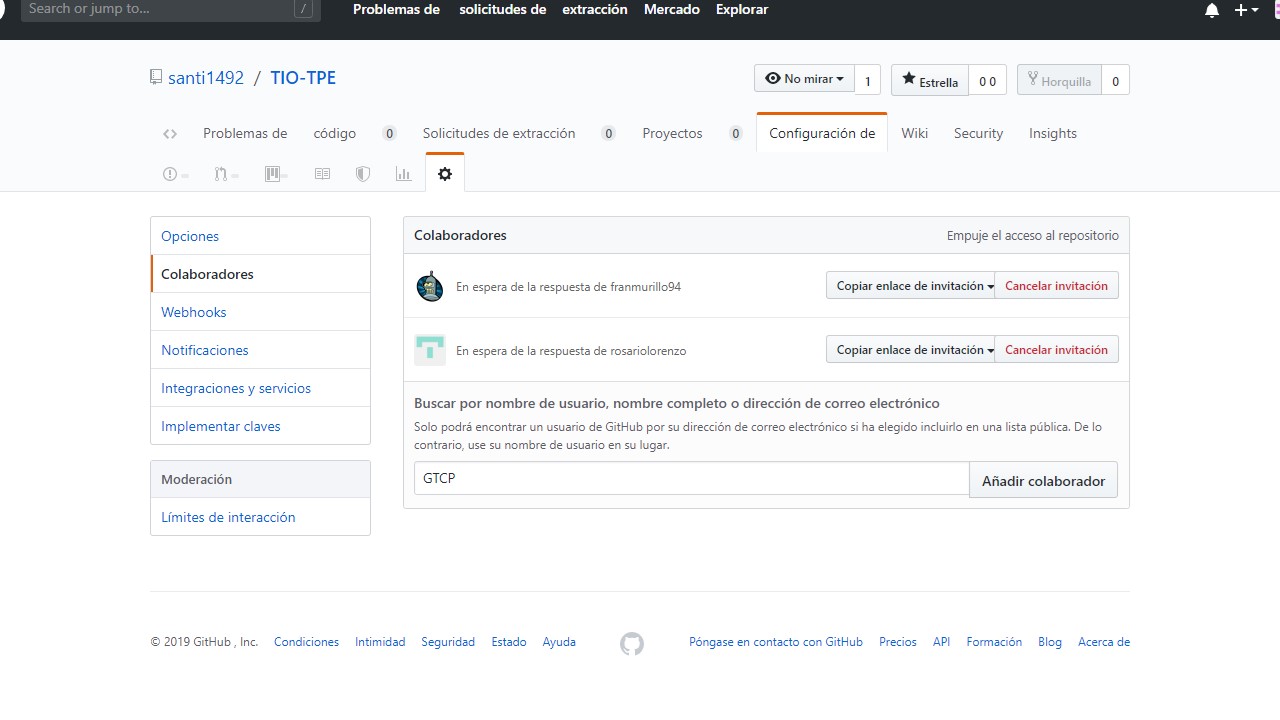 Search or jump to... /
Problemas de solicitudes de extracción Mercado Explorar
santi1492 / TIO-TPE
No mirar 1
Estrella 0 0
Horquilla 0
Problemas de código 0 Solicitudes de extracción 0 Proyectos 0 Configuración de Wiki Security Insights
Opciones
Colaboradores
Webhooks
Notificaciones
Integraciones y servicios
Implementar claves
Moderación
Límites de interacción
Colaboradores Empuje el acceso al repositorio
En espera de la respuesta de franmurillo94 Copiar enlace de invitación Cancelar invitación
En espera de la respuesta de rosariolorenzo Copiar enlace de invitación Cancelar invitación
Buscar por nombre de usuario, nombre completo o dirección de correo electrónico
Solo podrá encontrar un usuario de GitHub por su dirección de correo electrónico si ha elegido incluirlo en una lista pública. De lo
contrario, use su nombre de usuario en su lugar.
GTCP Añadir colaborador
© 2019 GitHub , Inc. Condiciones Intimidad Seguridad Estado Ayuda Póngase en contacto con GitHub Precios API Formación Blog Acerca de